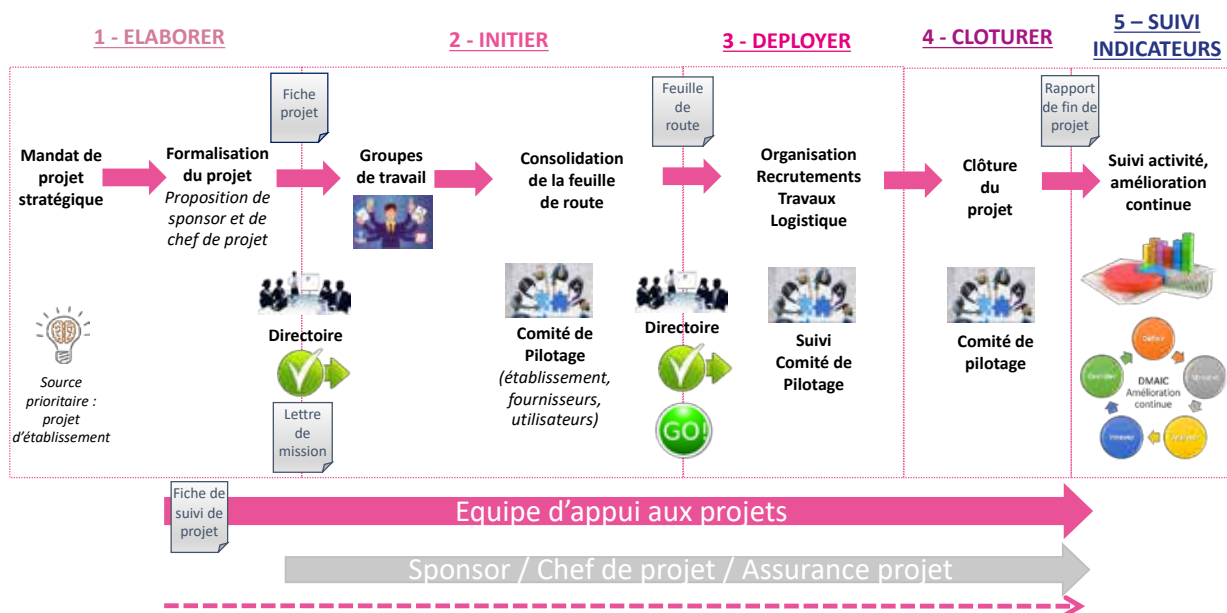 1 - ELABORER
2 - INITIER
3 - DEPLOYER
4 - CLOTURER
5 – SUIVI
INDICATEURS
Fiche
projet
Feuille
de
route
Rapport
de fin de
projet
Mandat de
projet
stratégique
Formalisation
du projet
Proposition de
sponsor et de
chef de projet
Groupes
de travail
Consolidation
de la feuille
de route
Organisation
Recrutements
Travaux
Logistique
Clôture
du
projet
Suivi activité,
amélioration
continue
Source
prioritaire :
projet
d’établissement
Directoire
Lettre
de
mission
Comité de
Pilotage
(établissement,
fournisseurs,
utilisateurs)
Directoire
GO!
Suivi
Comité de
Pilotage
Comité de
pilotage
Définir
Contrôler
DMAIC
Amélioration
continue
Innover
Analyser
Fiche de
suivi de
projet
Equipe d’appui aux projets
Sponsor / Chef de projet / Assurance projet